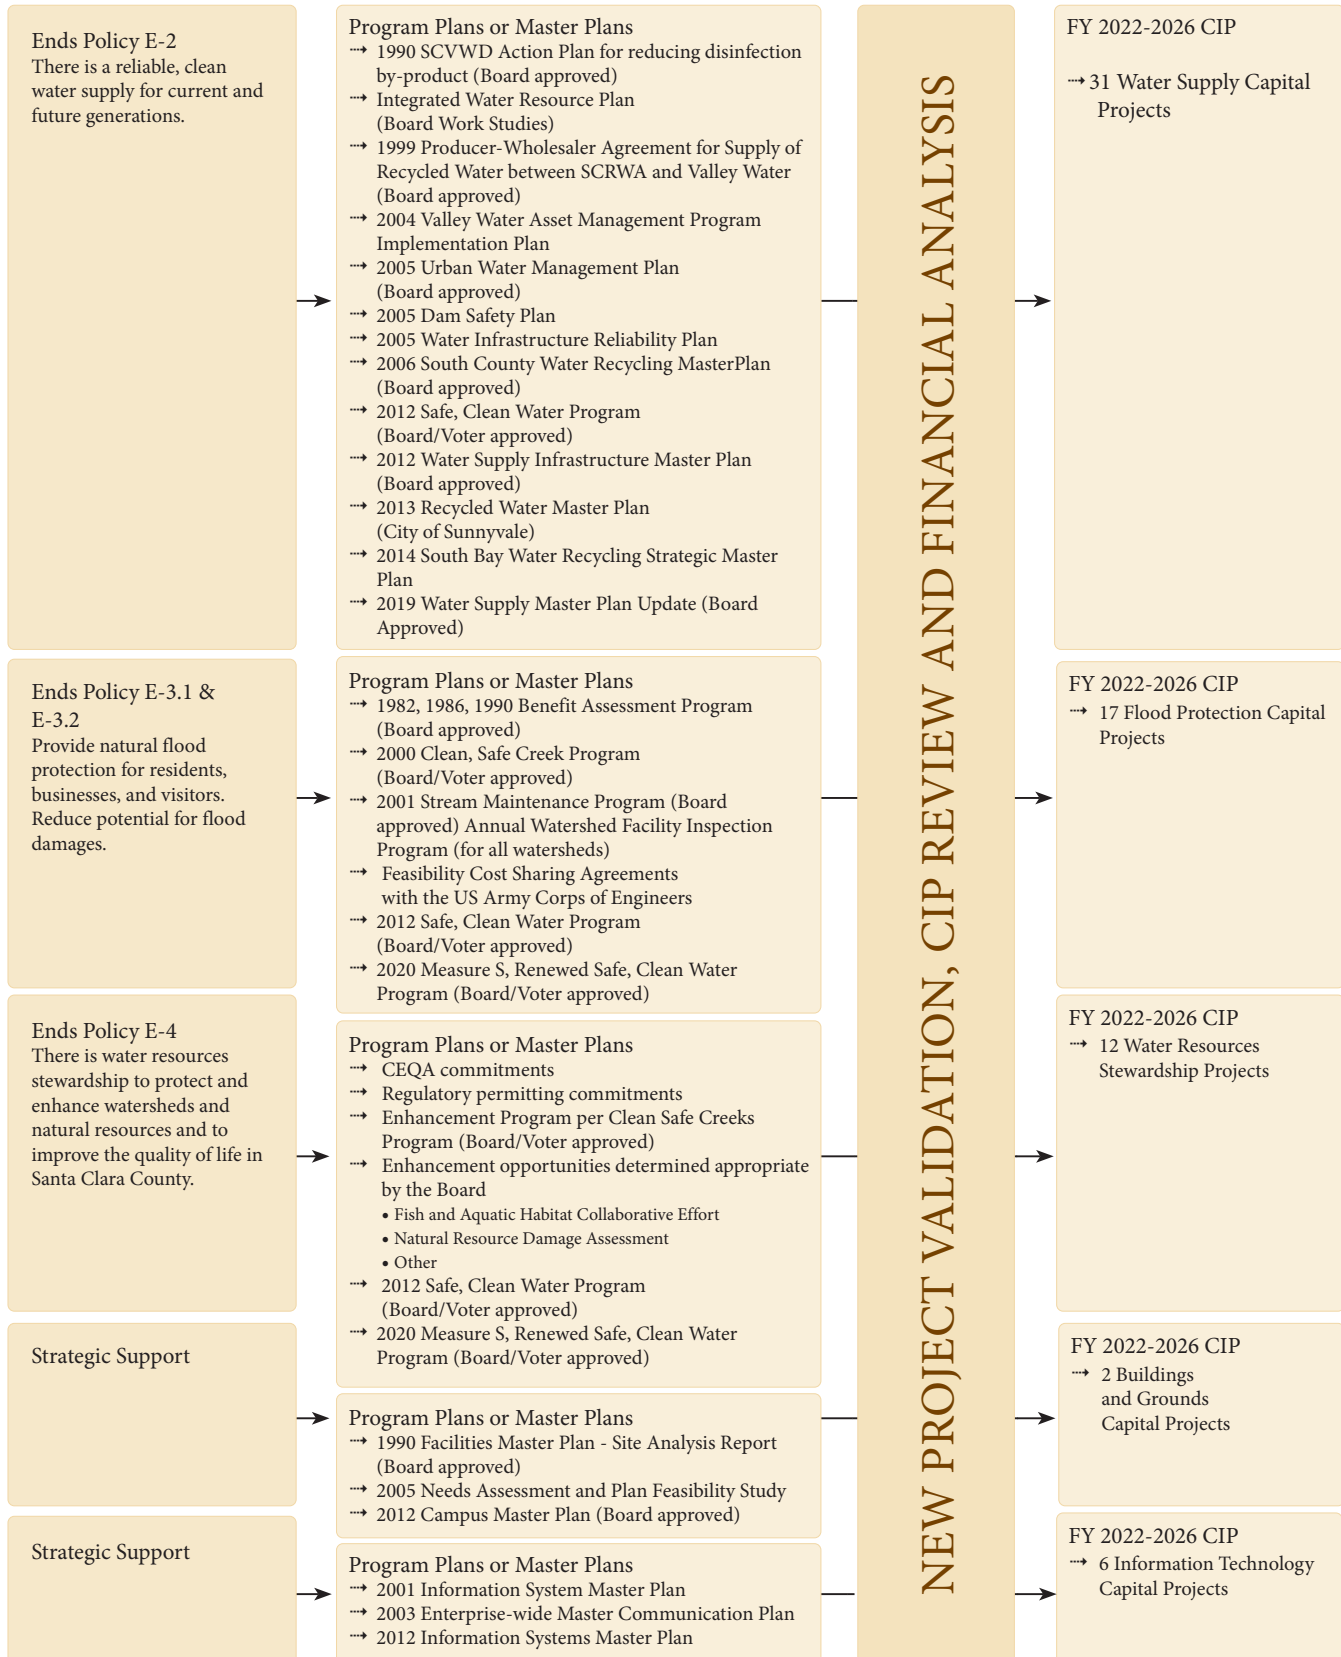 Ends Policy E-2
There is a reliable, clean
water supply for current and
future generations.
Program Plans or Master Plans
⤑ 1990 SCVWD Action Plan for reducing disinfection
by-product (Board approved)
⤑ Integrated Water Resource Plan
(Board Work Studies)
⤑ 1999 Producer-Wholesaler Agreement for Supply of
Recycled Water between SCRWA and Valley Water
(Board approved)
⤑ 2004 Valley Water Asset Management Program
Implementation Plan
⤑ 2005 Urban Water Management Plan
(Board approved)
⤑ 2005 Dam Safety Plan
⤑ 2005 Water Infrastructure Reliability Plan
⤑ 2006 South County Water Recycling MasterPlan
(Board approved)
⤑ 2012 Safe, Clean Water Program
(Board/Voter approved)
⤑ 2012 Water Supply Infrastructure Master Plan
(Board approved)
⤑ 2013 Recycled Water Master Plan
(City of Sunnyvale)
⤑ 2014 South Bay Water Recycling Strategic Master
Plan
⤑ 2019 Water Supply Master Plan Update (Board
Approved)
NEW PROJECT VALIDATION, CIP REVIEW AND FINANCIAL ANALYSIS
FY 2022-2026 CIP
⤑ 31 Water Supply Capital
Projects
Ends Policy E-3.1 &
E-3.2
Provide natural flood
protection for residents,
businesses, and visitors.
Reduce potential for flood
damages.
Program Plans or Master Plans
⤑ 1982, 1986, 1990 Benefit Assessment Program
(Board approved)
⤑ 2000 Clean, Safe Creek Program
(Board/Voter approved)
⤑ 2001 Stream Maintenance Program (Board
approved) Annual Watershed Facility Inspection
Program (for all watersheds)
⤑ Feasibility Cost Sharing Agreements
with the US Army Corps of Engineers
⤑ 2012 Safe, Clean Water Program
(Board/Voter approved)
⤑ 2020 Measure S, Renewed Safe, Clean Water
Program (Board/Voter approved)
FY 2022-2026 CIP
⤑ 17 Flood Protection Capital
Projects
Ends Policy E-4
There is water resources
stewardship to protect and
enhance watersheds and
natural resources and to
improve the quality of life in
Santa Clara County.
Program Plans or Master Plans
⤑ CEQA commitments
⤑ Regulatory permitting commitments
⤑ Enhancement Program per Clean Safe Creeks
Program (Board/Voter approved)
⤑ Enhancement opportunities determined appropriate
by the Board
• Fish and Aquatic Habitat Collaborative Effort
• Natural Resource Damage Assessment
• Other
⤑ 2012 Safe, Clean Water Program
(Board/Voter approved)
⤑ 2020 Measure S, Renewed Safe, Clean Water
Program (Board/Voter approved)
FY 2022-2026 CIP
⤑ 12 Water Resources
Stewardship Projects
Strategic Support
Program Plans or Master Plans
⤑ 1990 Facilities Master Plan - Site Analysis Report
(Board approved)
⤑ 2005 Needs Assessment and Plan Feasibility Study
⤑ 2012 Campus Master Plan (Board approved)
FY 2022-2026 CIP
⤑ 2 Buildings
and Grounds
Capital Projects
Strategic Support
Program Plans or Master Plans
⤑ 2001 Information System Master Plan
⤑ 2003 Enterprise-wide Master Communication Plan
⤑ 2012 Information Systems Master Plan
FY 2022-2026 CIP
⤑ 6 Information Technology
Capital Projects